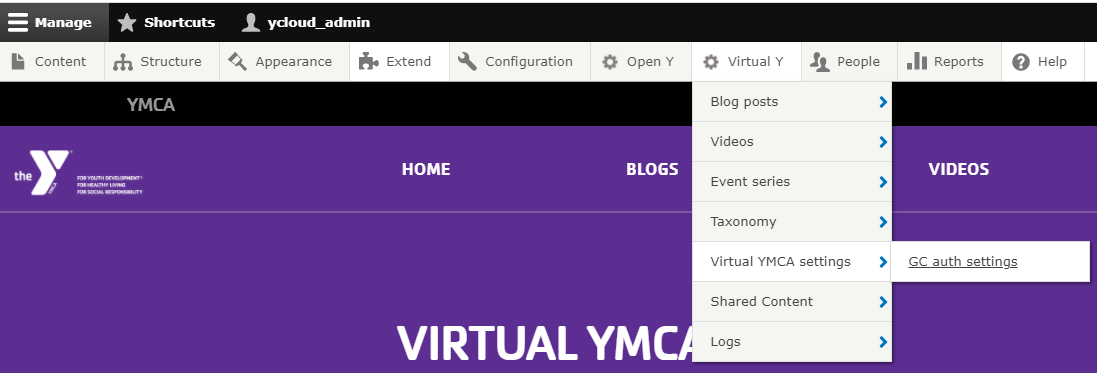 Manage Shortcuts ycloud_admin
Content Structure Appearance Extend Configuration Open Y Virtual Y People Reports Help
YMCA
Blog posts
Videos
Event series
Taxonomy
Virtual YMCA settings
GC auth settings
Shared Content
Logs
the Y
YMCA
FOR YOUTH DEVELOPMENT®
FOR HEALTHY LIVING
FOR SOCIAL RESPONSIBILITY
HOME BLOGS VIDEOS
VIRTUAL YMCA